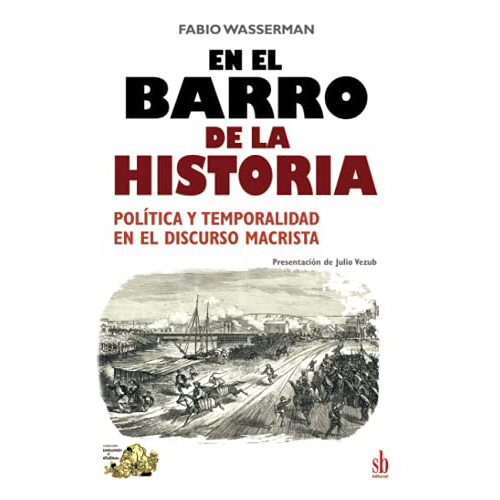 FABIO WASSERMAN
EN EL
BARRO
DE LA
HISTORIA
POLÍTICA Y TEMPORALIDAD
EN EL DISCURSO MACRISTA
Presentación de Julio Vezub
sb
editorial